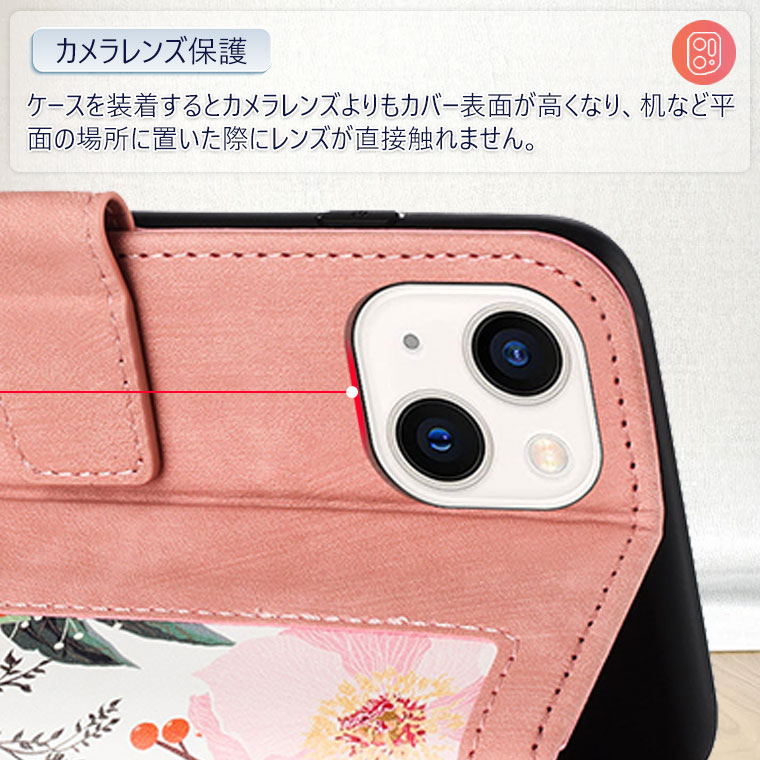 カメラレンズ保護
ケースを装着するとカメラレンズよりもカバー表面が高くなり、机など平
面の場所に置いた際にレンズが直接触れません。